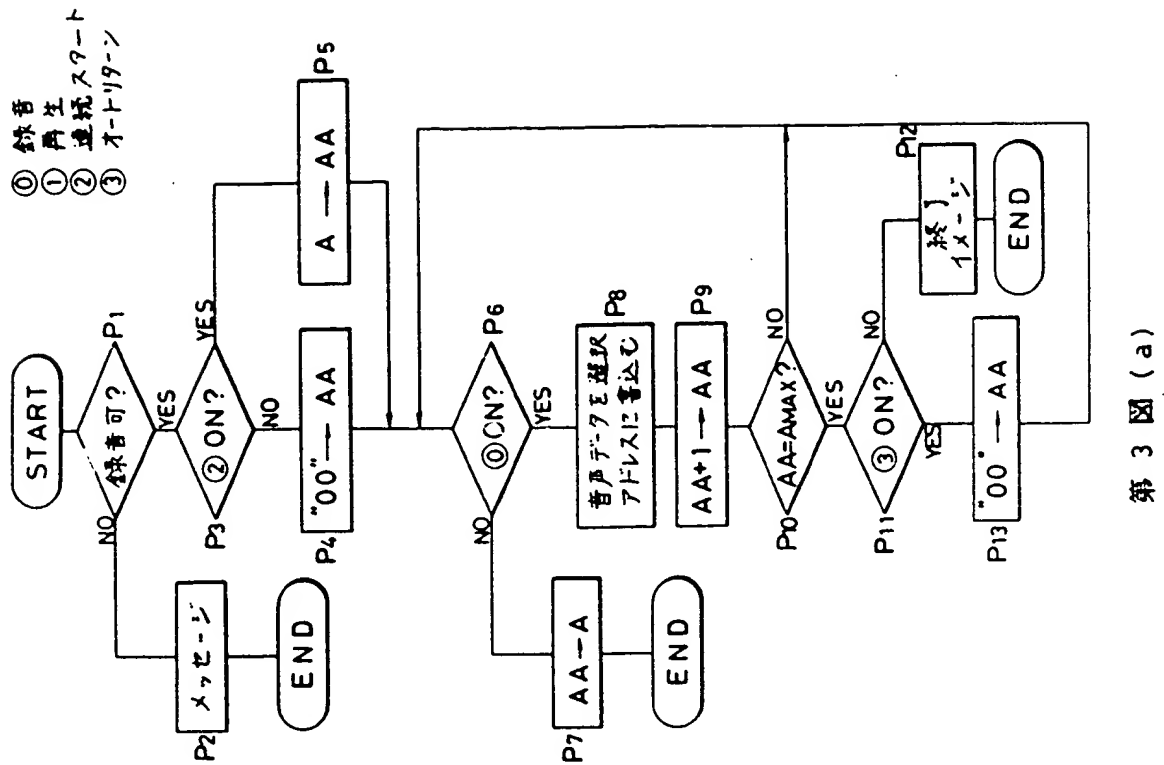 ⓪ 録音
① 再生
② 連続スタート
③ オートリターン
START
録音可?
P1
NO
YES
P2
メッセージ
END
② ON?
P3
YES
NO
P5
A → AA
P4
"00" → AA
⓪ ON?
P6
NO
YES
P7
AA — A
END
P8
音声データを選択
アドレスに書込む
P9
AA+1 → AA
AA=AMAX?
P10
NO
YES
③ ON?
P11
NO
YES
P12
終了
イメージ
END
P13
"00" → AA
第 3 図 (a)